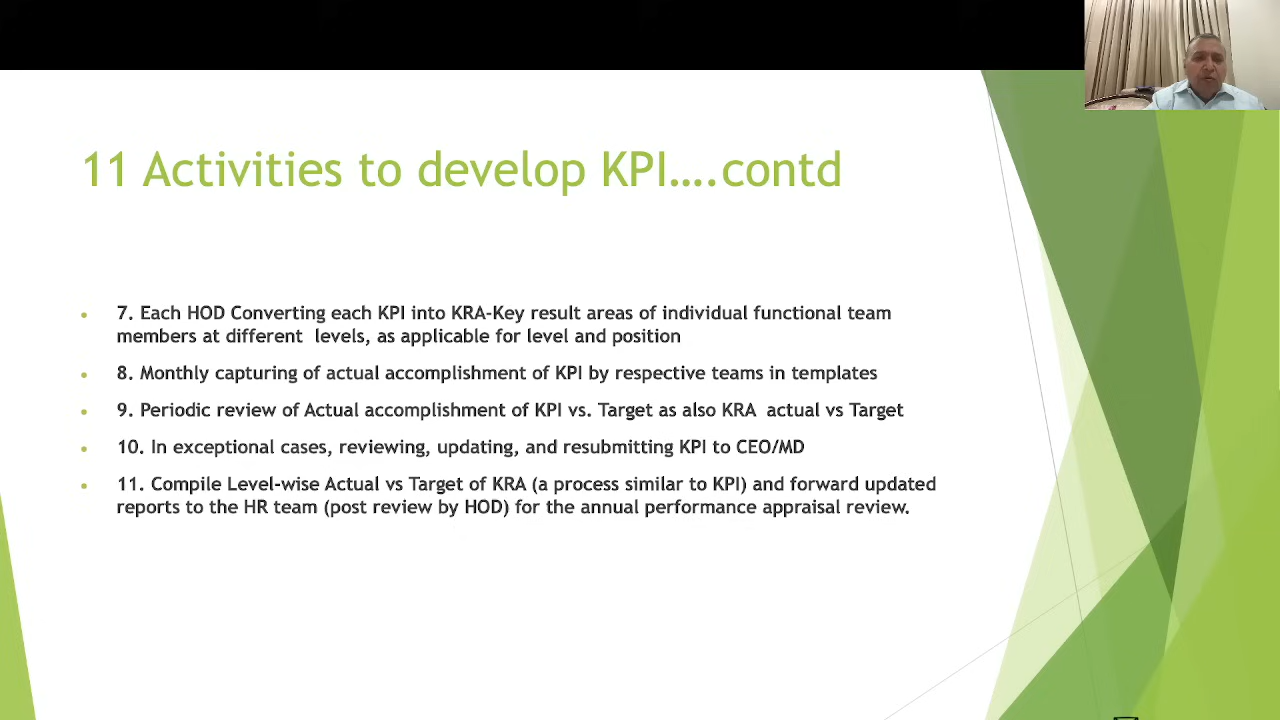 11 Activities to develop KPI....contd
7. Each HOD Converting each KPI into KRA-Key result areas of individual functional team
members at different levels, as applicable for level and position
8. Monthly capturing of actual accomplishment of KPI by respective teams in templates
9. Periodic review of Actual accomplishment of KPI vs. Target as also KRA actual vs Target
10. In exceptional cases, reviewing, updating, and resubmitting KPI to CEO/MD
11. Compile Level-wise Actual vs Target of KRA (a process similar to KPI) and forward updated
reports to the HR team (post review by HOD) for the annual performance appraisal review.